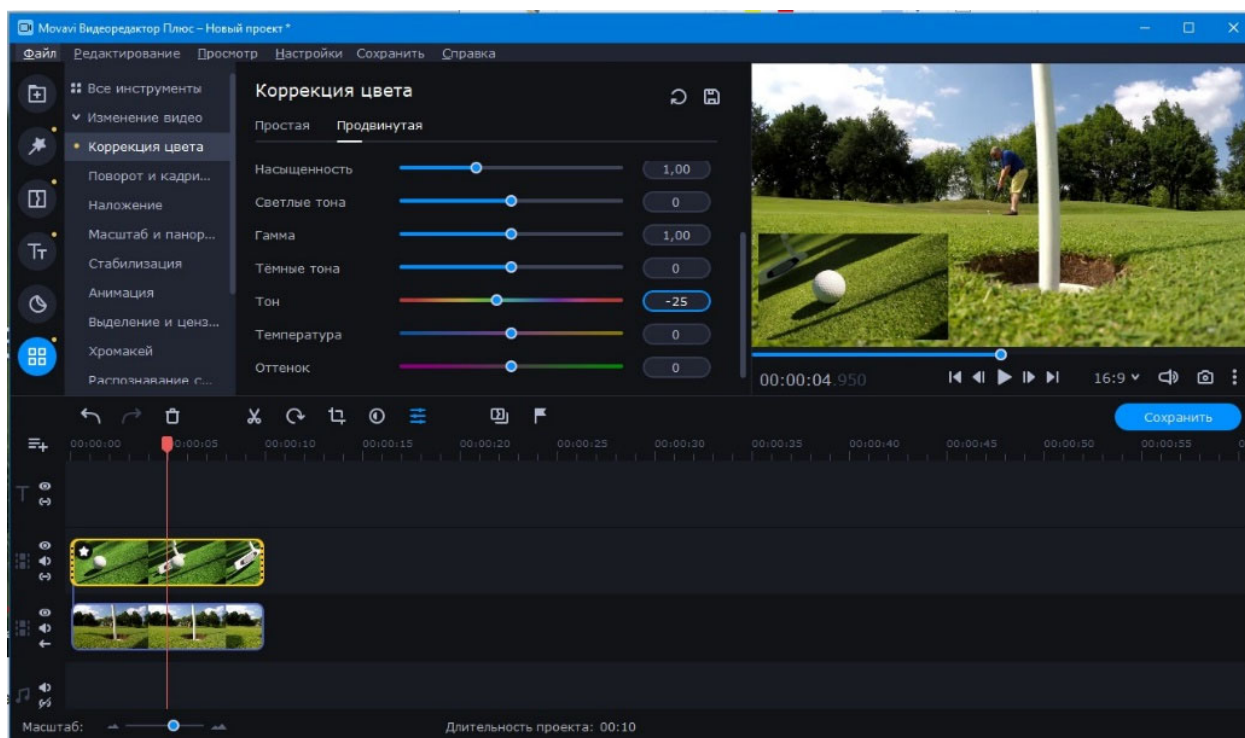 Movavi Видеоредактор Плюс – Новый проект *
Файл Редактирование Просмотр Настройки Сохранить Справка
Все инструменты
Изменение видео
Коррекция цвета
Поворот и кадри...
Наложение
Масштаб и панор...
Стабилизация
Анимация
Выделение и ценз...
Хромакей
Распознавание с...
Коррекция цвета
Простая Продвинутая
Насыщенность 1,00
Светлые тона 0
Гамма 1,00
Тёмные тона 0
Тон -25
Температура 0
Оттенок 0
00:00:04.950 16:9
Сохранить
00:00:00 0:00:05 00:00:10 00:00:15 00:00:20 00:00:25 00:00:30 00:00:35 00:00:40 00:00:45 00:00:50 00:00:55 0
Масштаб: Длительность проекта: 00:10